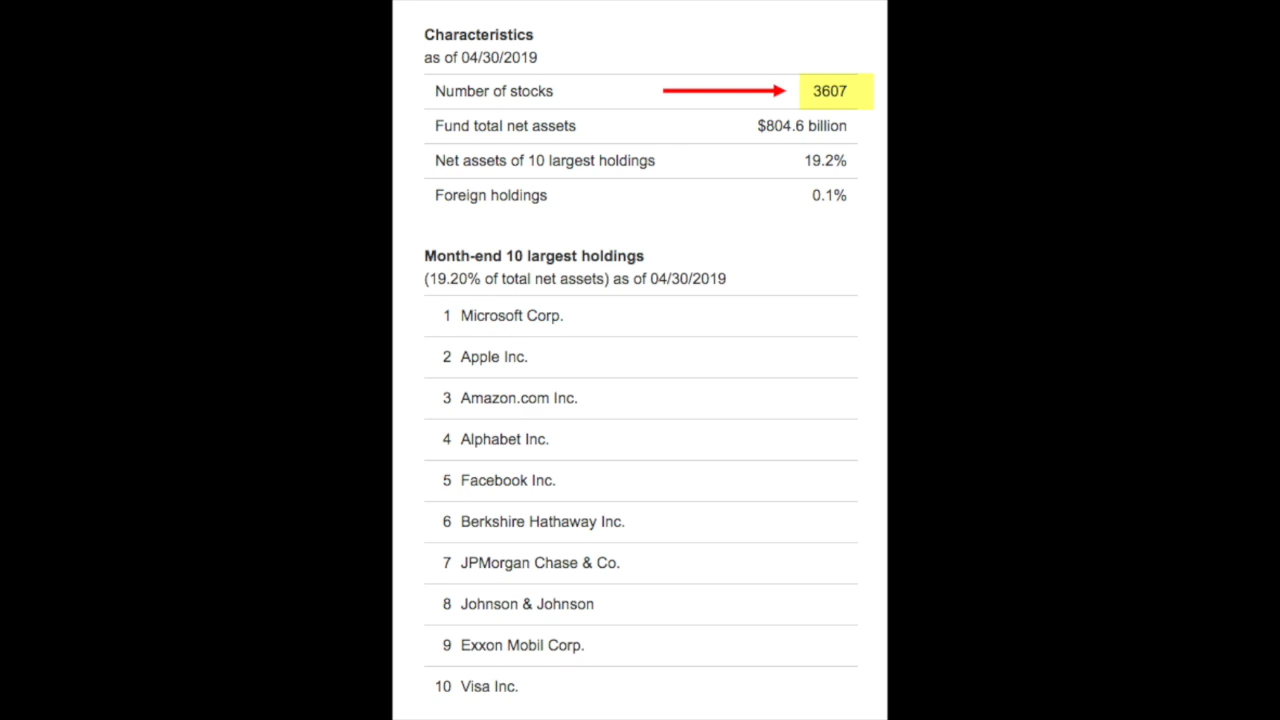 Characteristics
as of 04/30/2019
Number of stocks 3607
Fund total net assets $804.6 billion
Net assets of 10 largest holdings 19.2%
Foreign holdings 0.1%
Month-end 10 largest holdings
(19.20% of total net assets) as of 04/30/2019
1 Microsoft Corp.
2 Apple Inc.
3 Amazon.com Inc.
4 Alphabet Inc.
5 Facebook Inc.
6 Berkshire Hathaway Inc.
7 JPMorgan Chase & Co.
8 Johnson & Johnson
9 Exxon Mobil Corp.
10 Visa Inc.